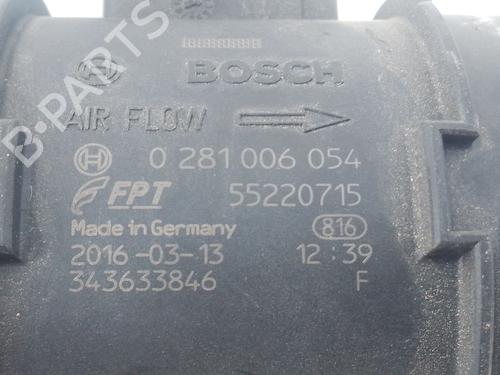 BOSCH
AIR FLOW
0 281 006 054
FPT 55220715
Made in Germany 816
2016-03-13 12:39
343633846 F
B-Parts